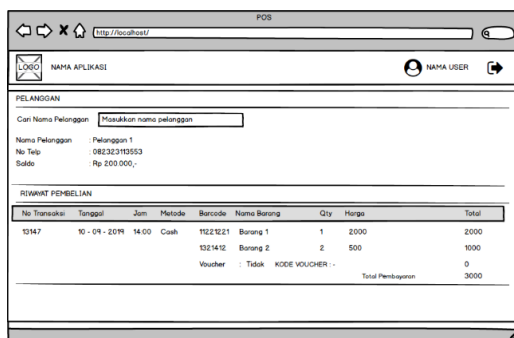 POS
http://localhost/
LOGO NAMA APLIKASI NAMA USER
PELANGGAN
Cari Nama Pelanggan Masukkan nama pelanggan
Nama Pelanggan : Pelanggan 1
No Telp : 082323113553
Saldo : Rp 200.000,-
RIWAYAT PEMBELIAN
No Transaksi Tanggal Jam Metode Barcode Nama Barang Qty Harga Total
13147 10 - 09 - 2019 14:00 Cash 11221221 Barang 1 1 2000 2000
1321412 Barang 2 2 500 1000
Voucher : Tidak KODE VOUCHER : - 0
Total Pembayaran 3000